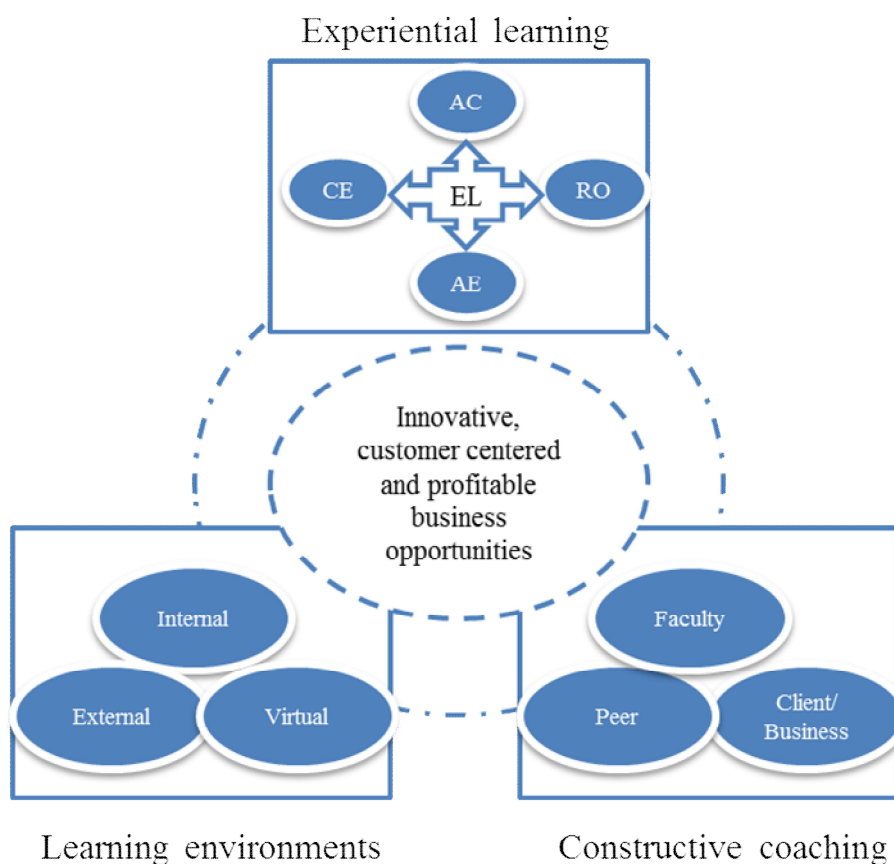 Experiential learning
AC
CE
EL
RO
AE
Innovative,
customer centered
and profitable
business
opportunities
Internal
External
Virtual
Faculty
Peer
Client/
Business
Learning environments
Constructive coaching